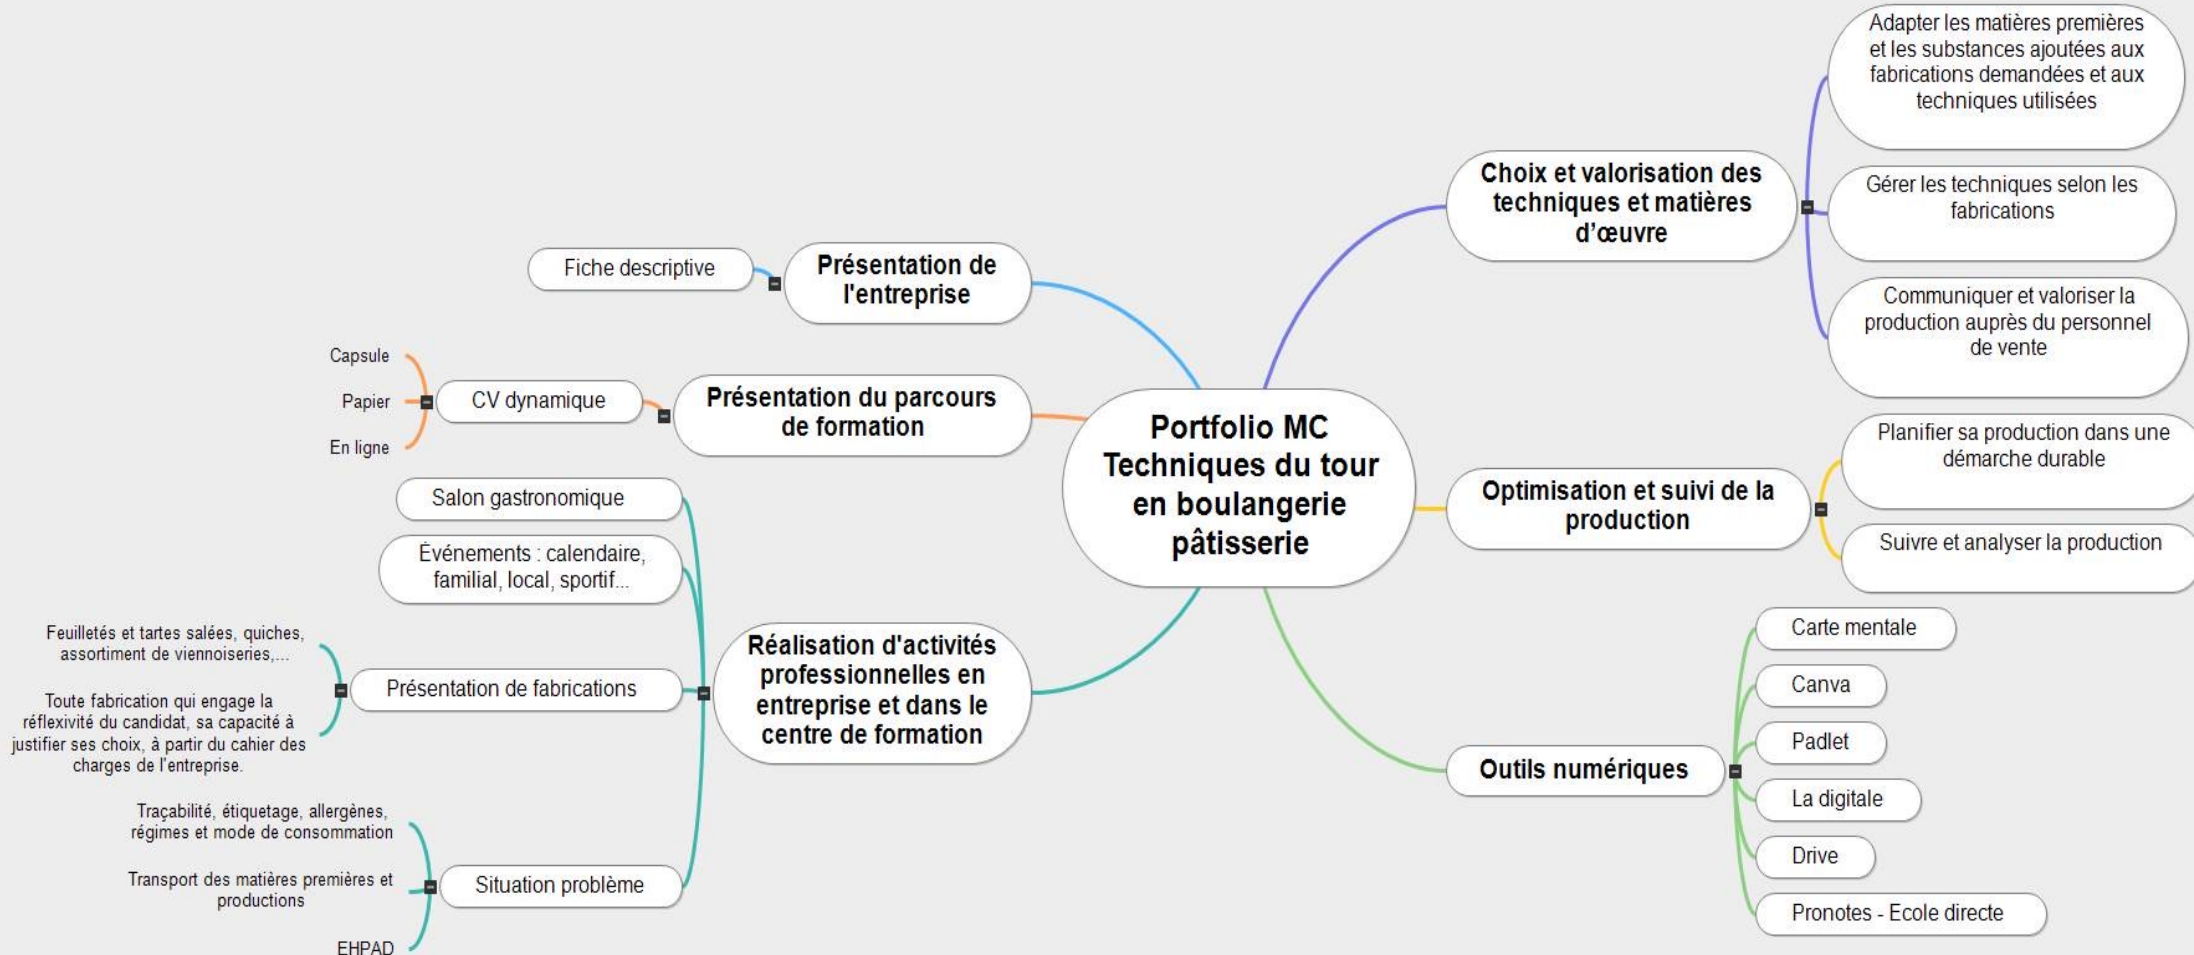 Portfolio MC
Techniques du tour
en boulangerie
pâtisserie
Présentation de
l'entreprise
Fiche descriptive
Présentation du parcours
de formation
CV dynamique
Capsule
Papier
En ligne
Réalisation d'activités
professionnelles en
entreprise et dans le
centre de formation
Salon gastronomique
Événements : calendaire,
familial, local, sportif...
Présentation de fabrications
Feuilletés et tartes salées, quiches,
assortiment de viennoiseries,...
Toute fabrication qui engage la
réflexivité du candidat, sa capacité à
justifier ses choix, à partir du cahier des
charges de l'entreprise.
Situation problème
Traçabilité, étiquetage, allergènes,
régimes et mode de consommation
Transport des matières premières et
productions
EHPAD
Choix et valorisation des
techniques et matières
d’œuvre
Adapter les matières premières
et les substances ajoutées aux
fabrications demandées et aux
techniques utilisées
Gérer les techniques selon les
fabrications
Communiquer et valoriser la
production auprès du personnel
de vente
Optimisation et suivi de la
production
Planifier sa production dans une
démarche durable
Suivre et analyser la production
Outils numériques
Carte mentale
Canva
Padlet
La digitale
Drive
Pronotes - Ecole directe